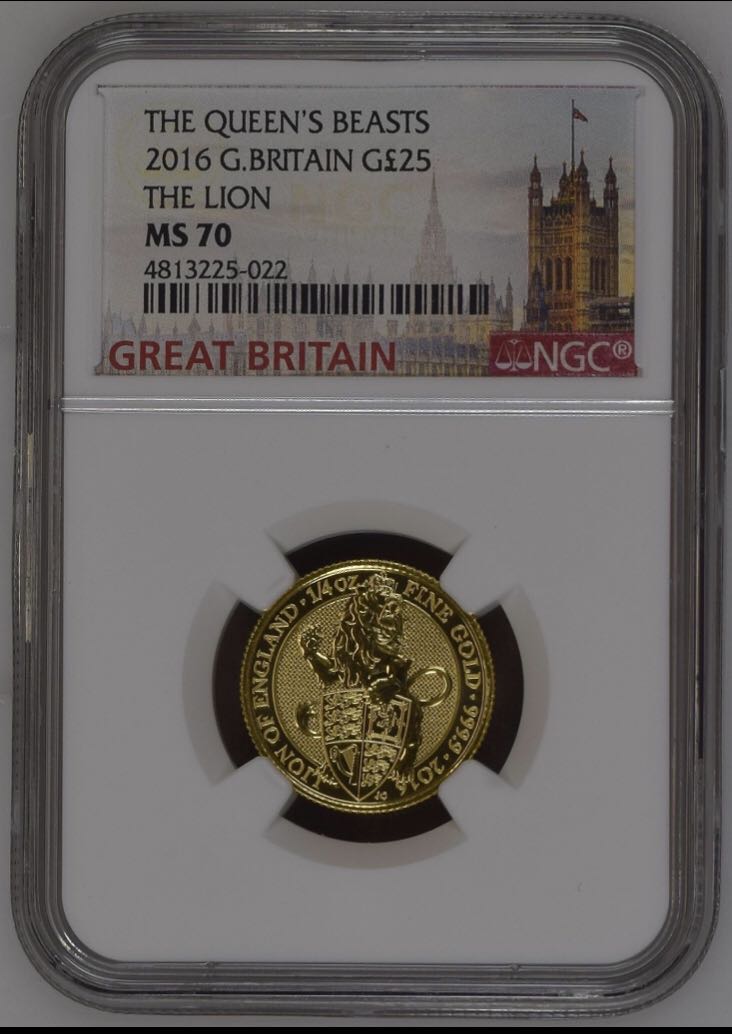 THE QUEEN'S BEASTS
2016 G.BRITAIN G£25
THE LION
MS 70
4813225-022
GREAT BRITAIN
NGC®
LION OF ENGLAND · 1/4 OZ FINE GOLD · 999.9 · 2016
JC